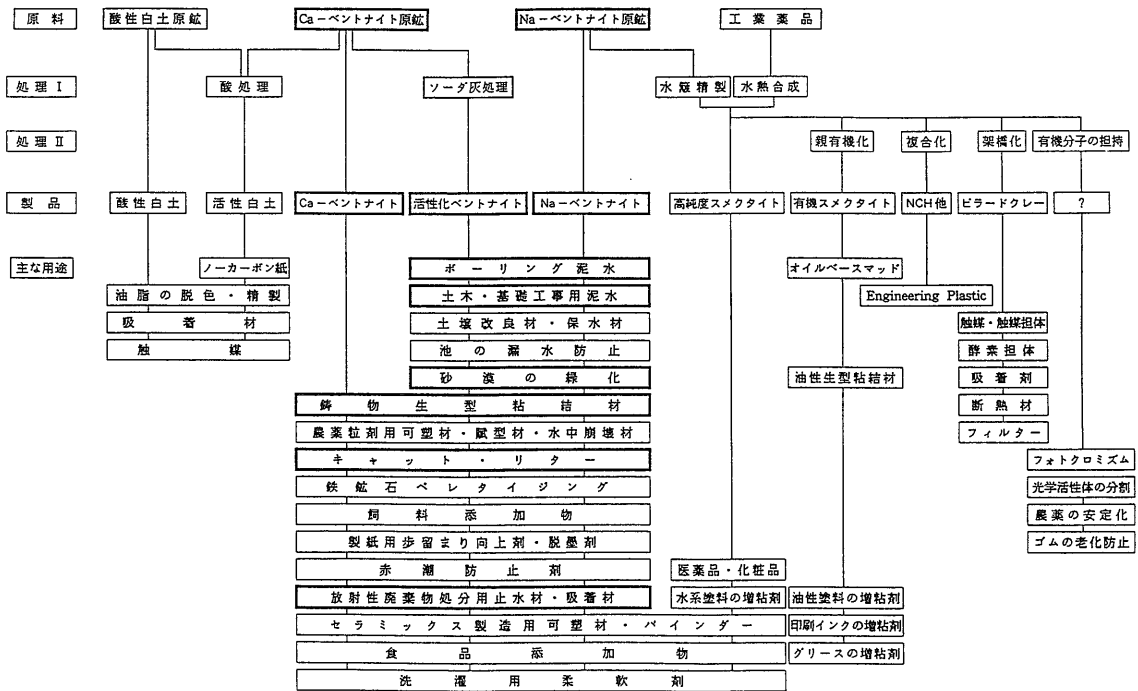 原料
酸性白土原鉱
Ca－ベントナイト原鉱
Na－ベントナイト原鉱
工業薬品
処理 I
酸処理
ソーダ灰処理
水簸精製
水熱合成
処理 II
親有機化
複合化
架橋化
有機分子の担持
製品
酸性白土
活性白土
Ca－ベントナイト
活性化ベントナイト
Na－ベントナイト
高純度スメクタイト
有機スメクタイト
NCH他
ピラードクレー
?
主な用途
ノーカーボン紙
ボーリング泥水
オイルベースマッド
油脂の脱色・精製
土木・基礎工事用泥水
Engineering Plastic
吸着材
土壌改良材・保水材
触媒・触媒担体
触媒
池の漏水防止
酵素担体
砂漠の緑化
油性生型粘結材
吸着剤
鋳物生型粘結材
断熱材
農薬粒剤用可塑材・賦型材・水中崩壊材
フィルター
キャット・リター
フォトクロミズム
鉄鉱石ペレタイジング
光学活性体の分割
飼料添加物
農薬の安定化
製紙用歩留まり向上剤・脱墨剤
ゴムの老化防止
赤潮防止剤
医薬品・化粧品
放射性廃棄物処分用止水材・吸着材
水系塗料の増粘剤
油性塗料の増粘剤
セラミックス製造用可塑材・バインダー
印刷インクの増粘剤
食品添加物
グリースの増粘剤
洗濯用柔軟剤